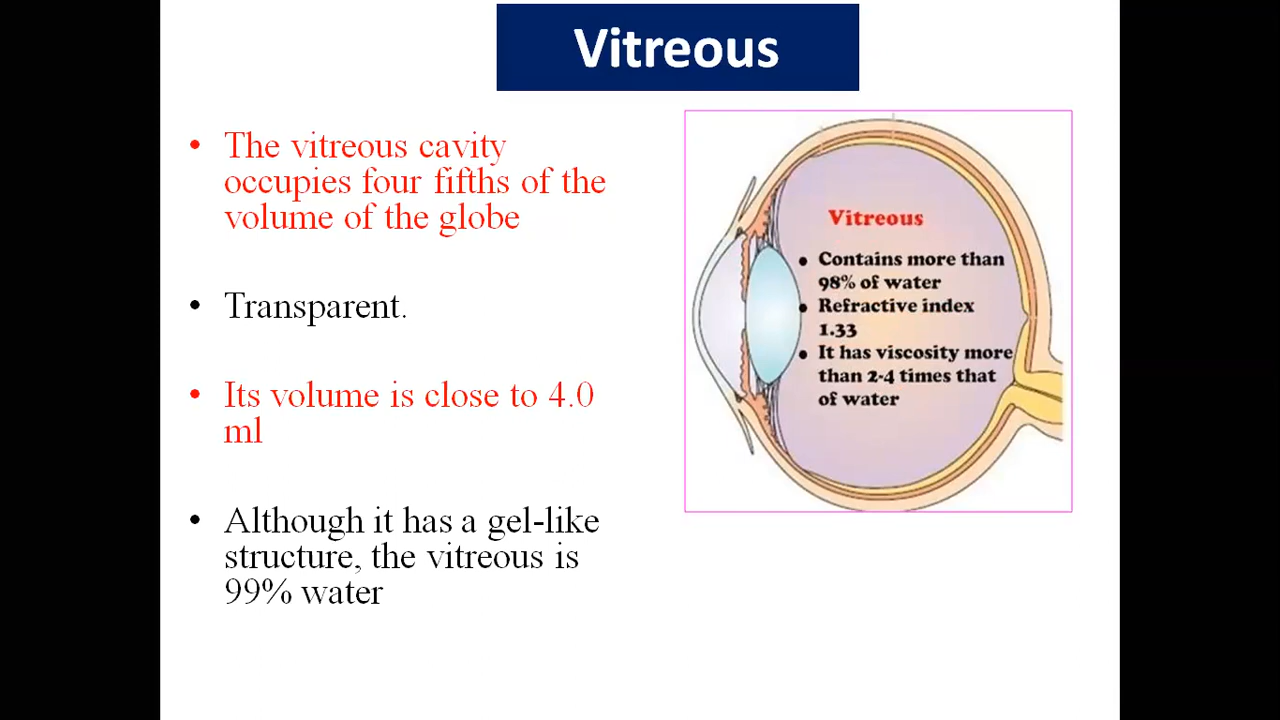 Vitreous
• The vitreous cavity
occupies four fifths of the
volume of the globe
• Transparent.
• Its volume is close to 4.0
ml
• Although it has a gel-like
structure, the vitreous is
99% water
Vitreous
• Contains more than
98% of water
• Refractive index
1.33
• It has viscosity more
than 2-4 times that
of water